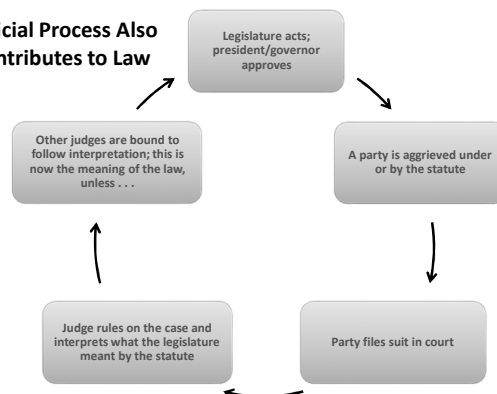 icial Process Also
ntributes to Law
Legislature acts;
president/governor
approves
A party is aggrieved under
or by the statute
Party files suit in court
Judge rules on the case and
interprets what the legislature
meant by the statute
Other judges are bound to
follow interpretation; this is
now the meaning of the law,
unless . . .